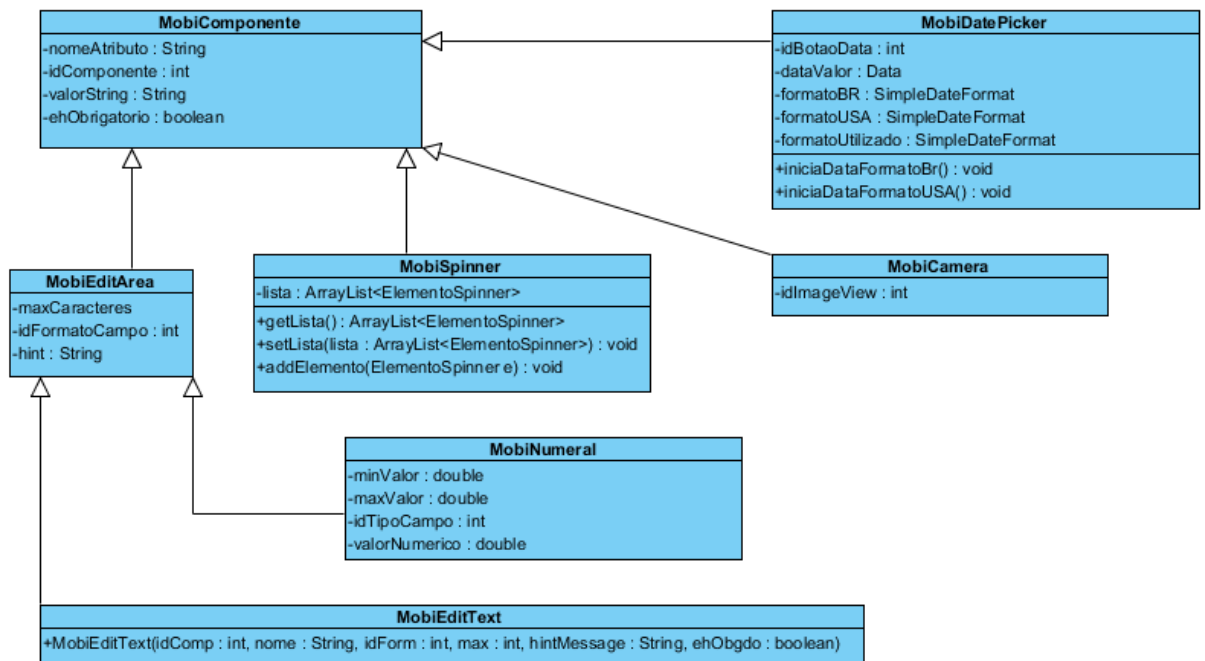 MobiComponente
-nomeAtributo : String
-idComponente : int
-valorString : String
-ehObrigatorio : boolean
MobiDatePicker
-idBotaoData : int
-dataValor : Data
-formatoBR : SimpleDateFormat
-formatoUSA : SimpleDateFormat
-formatoUtilizado : SimpleDateFormat
+iniciaDataFormatoBr() : void
+iniciaDataFormatoUSA() : void
MobiEditArea
-maxCaracteres
-idFormatoCampo : int
-hint : String
MobiSpinner
-lista : ArrayList<ElementoSpinner>
+getLista() : ArrayList<ElementoSpinner>
+setLista(lista : ArrayList<ElementoSpinner>) : void
+addElemento(ElementoSpinner e) : void
MobiCamera
-idImageView : int
MobiNumeral
-minValor : double
-maxValor : double
-idTipoCampo : int
-valorNumerico : double
MobiEditText
+MobiEditText(idComp : int, nome : String, idForm : int, max : int, hintMessage : String, ehObgdo : boolean)